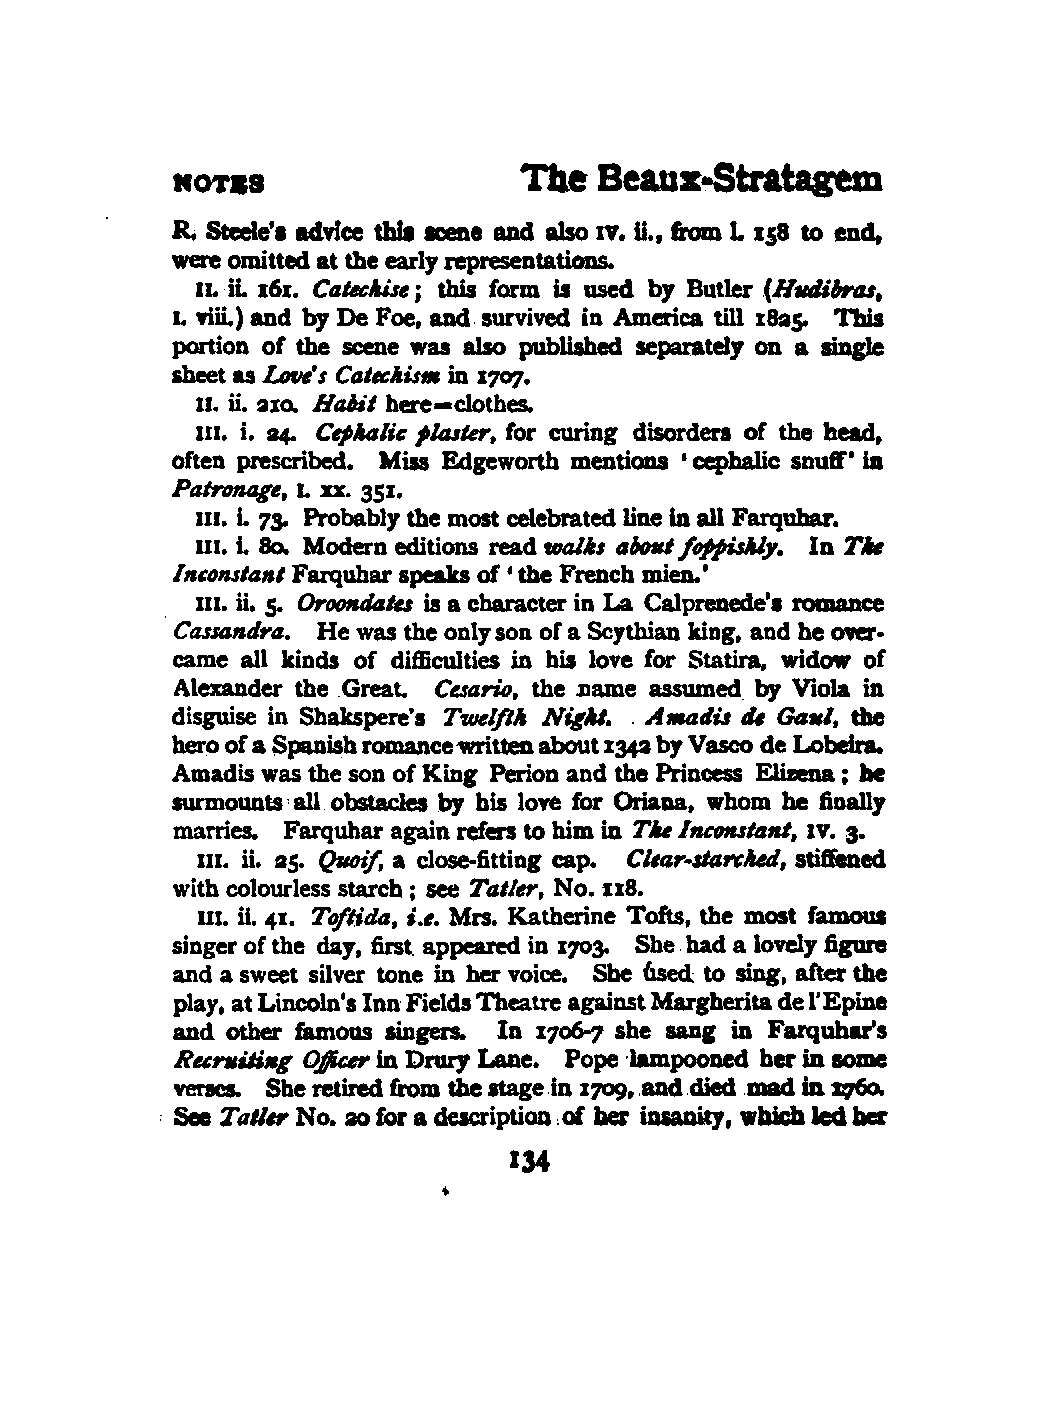 NOTES The Beaux-Stratagem
R. Steele's advice this scene and also IV. ii., from l. 158 to end,
were omitted at the early representations.
II. ii. 161. Catechise; this form is used by Butler (Hudibras,
I. viii.) and by De Foe, and survived in America till 1825. This
portion of the scene was also published separately on a single
sheet as Love's Catechism in 1707.
II. ii. 210. Habit here=clothes.
III. i. 24. Cephalic plaster, for curing disorders of the head,
often prescribed. Miss Edgeworth mentions 'cephalic snuff' in
Patronage, I. xx. 351.
III. i. 73. Probably the most celebrated line in all Farquhar.
III. i. 80. Modern editions read walks about foppishly. In The
Inconstant Farquhar speaks of 'the French mien.'
III. ii. 5. Oroondates is a character in La Calprenede's romance
Cassandra. He was the only son of a Scythian king, and he over-
came all kinds of difficulties in his love for Statira, widow of
Alexander the Great. Cesario, the name assumed by Viola in
disguise in Shakspere's Twelfth Night. Amadis de Gaul, the
hero of a Spanish romance written about 1342 by Vasco de Lobeira.
Amadis was the son of King Perion and the Princess Elizena; he
surmounts all obstacles by his love for Oriana, whom he finally
marries. Farquhar again refers to him in The Inconstant, IV. 3.
III. ii. 25. Quoif, a close-fitting cap. Clear-starched, stiffened
with colourless starch; see Tatler, No. 118.
III. ii. 41. Toftida, i.e. Mrs. Katherine Tofts, the most famous
singer of the day, first appeared in 1703. She had a lovely figure
and a sweet silver tone in her voice. She used to sing, after the
play, at Lincoln's Inn Fields Theatre against Margherita de l'Epine
and other famous singers. In 1706-7 she sang in Farquhar's
Recruiting Officer in Drury Lane. Pope lampooned her in some
verses. She retired from the stage in 1709, and died mad in 1760.
See Tatler No. 20 for a description of her insanity, which led her
134